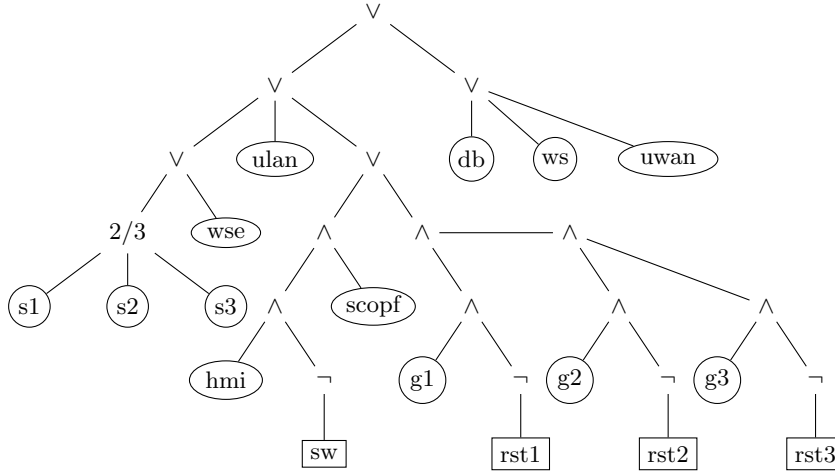 ∨
∨ ∨
∨ ulan ∨ db ws uwan
2/3 wse ∧ ∧ ∧
s1 s2 s3 ∧ scopf ∧ ∧ ∧
hmi ¬ g1 ¬ g2 ¬ g3 ¬
sw rst1 rst2 rst3